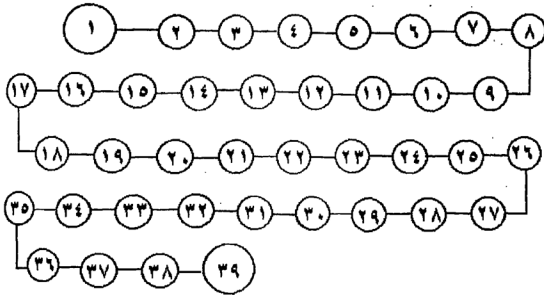 ١ ٢ ٣ ٤ ٥ ٦ ٧ ٨
١٧ ١٦ ١٥ ١٤ ١٣ ١٢ ١١ ١٠ ٩
١٨ ١٩ ٢٠ ٢١ ٢٢ ٢٣ ٢٤ ٢٥ ٢٦
٣٥ ٣٤ ٣٣ ٣٢ ٣١ ٣٠ ٢٩ ٢٨ ٢٧
٣٦ ٣٧ ٣٨ ٣٩